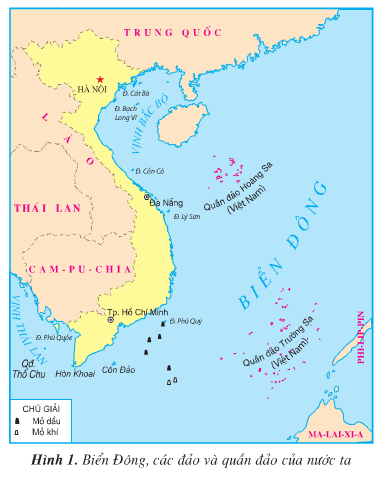 TRUNG QUỐC
HÀ NỘI
Đ. Cát Bà
Đ. Bạch
Long Vĩ
VỊNH BẮC BỘ
LÀO
Đ. Cồn Cỏ
Quần đảo Hoàng Sa
(Việt Nam)
Đà Nẵng
Đ. Lý Sơn
THÁI LAN
BIỂN ĐÔNG
CAM-PU-CHIA
VỊNH THÁI LAN
Tp. Hồ Chí Minh
Đ. Phú Quý
Đ. Phú Quốc
Quần đảo Trường Sa
(Việt Nam)
PHI-LIP-PIN
Qđ.
Thổ Chu
Hòn Khoai
Côn Đảo
CHÚ GIẢI
Mỏ dầu
Mỏ khí
MA-LAI-XI-A
Hình 1. Biển Đông, các đảo và quần đảo của nước ta